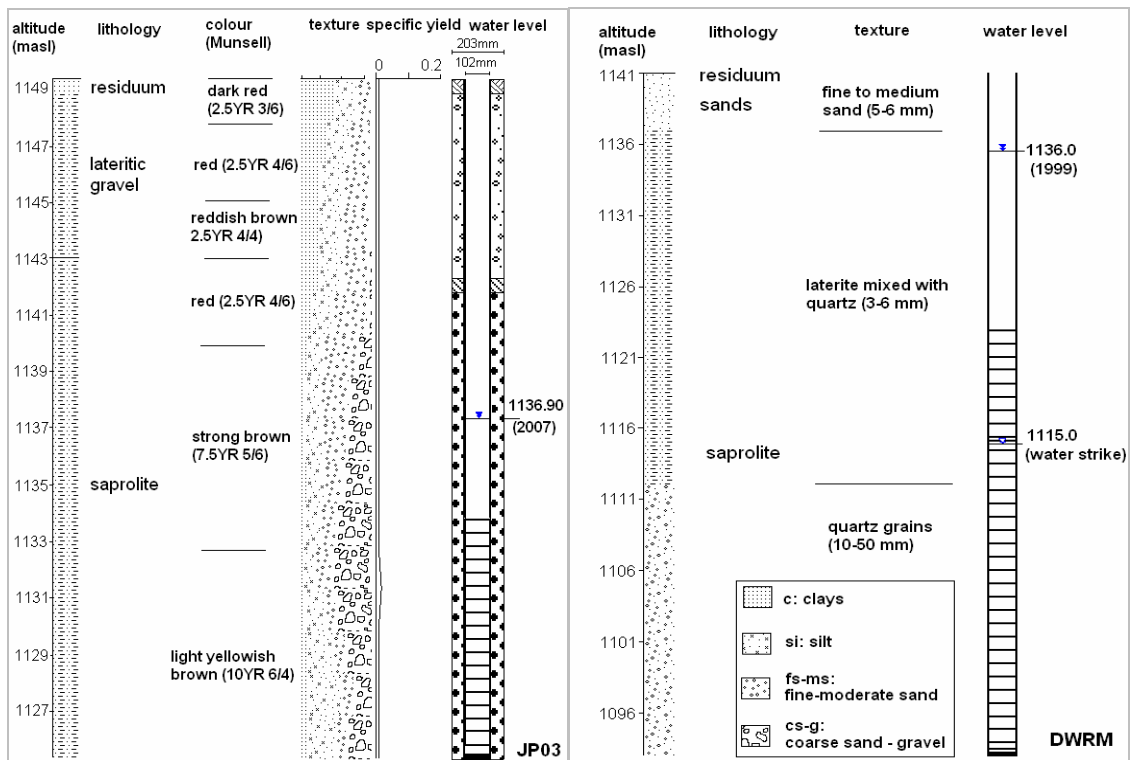 altitude
(masl)
lithology
colour
(Munsell)
texture specific yield water level
203mm
102mm
0 0.2
1149
1147
1145
1143
1141
1139
1137
1135
1133
1131
1129
1127
residuum
lateritic
gravel
saprolite
dark red
(2.5YR 3/6)
red (2.5YR 4/6)
reddish brown
2.5YR 4/4)
red (2.5YR 4/6)
strong brown
(7.5YR 5/6)
light yellowish
brown (10YR 6/4)
1136.90
(2007)
JP03
altitude
(masl)
lithology
texture
water level
1141
1136
1131
1126
1121
1116
1111
1106
1101
1096
residuum
sands
saprolite
fine to medium
sand (5-6 mm)
laterite mixed with
quartz (3-6 mm)
quartz grains
(10-50 mm)
1136.0
(1999)
1115.0
(water strike)
c: clays
si: silt
fs-ms:
fine-moderate sand
cs-g:
coarse sand - gravel
DWRM